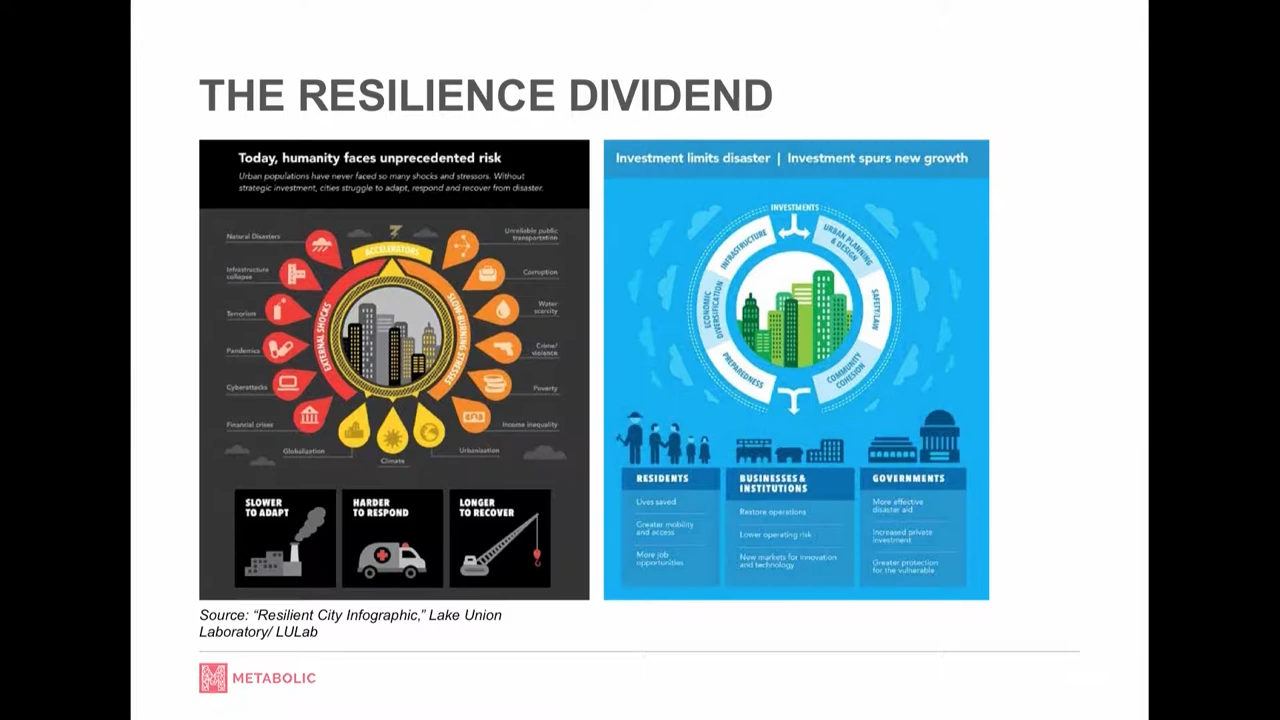 THE RESILIENCE DIVIDEND
Today, humanity faces unprecedented risk
Urban populations have never faced so many shocks and stressors. Without
strategic investment, cities struggle to adapt, respond and recover from disaster.
ACCELERATORS
EXTERNAL SHOCKS
SLOW-BURNING STRESSES
Natural Disasters
Infrastructure
collapse
Terrorism
Pandemics
Cyberattacks
Financial crises
Globalization
Climate
Urbanization
Unreliable public
transportation
Corruption
Water
scarcity
Crime/
violence
Poverty
Income inequality
SLOWER
TO ADAPT
HARDER
TO RESPOND
LONGER
TO RECOVER
Investment limits disaster | Investment spurs new growth
INVESTMENTS
INFRASTRUCTURE
URBAN PLANNING
& DESIGN
ECONOMIC
DIVERSIFICATION
SAFETY/LAW
PREPAREDNESS
COMMUNITY
COHESION
RESIDENTS
Lives saved
Greater mobility
and access
More job
opportunities
BUSINESSES &
INSTITUTIONS
Restore operations
Lower operating risk
New markets for innovation
and technology
GOVERNMENTS
More effective
disaster aid
Increased private
investment
Greater protection
for the vulnerable
Source: “Resilient City Infographic,” Lake Union
Laboratory/ LULab
METABOLIC